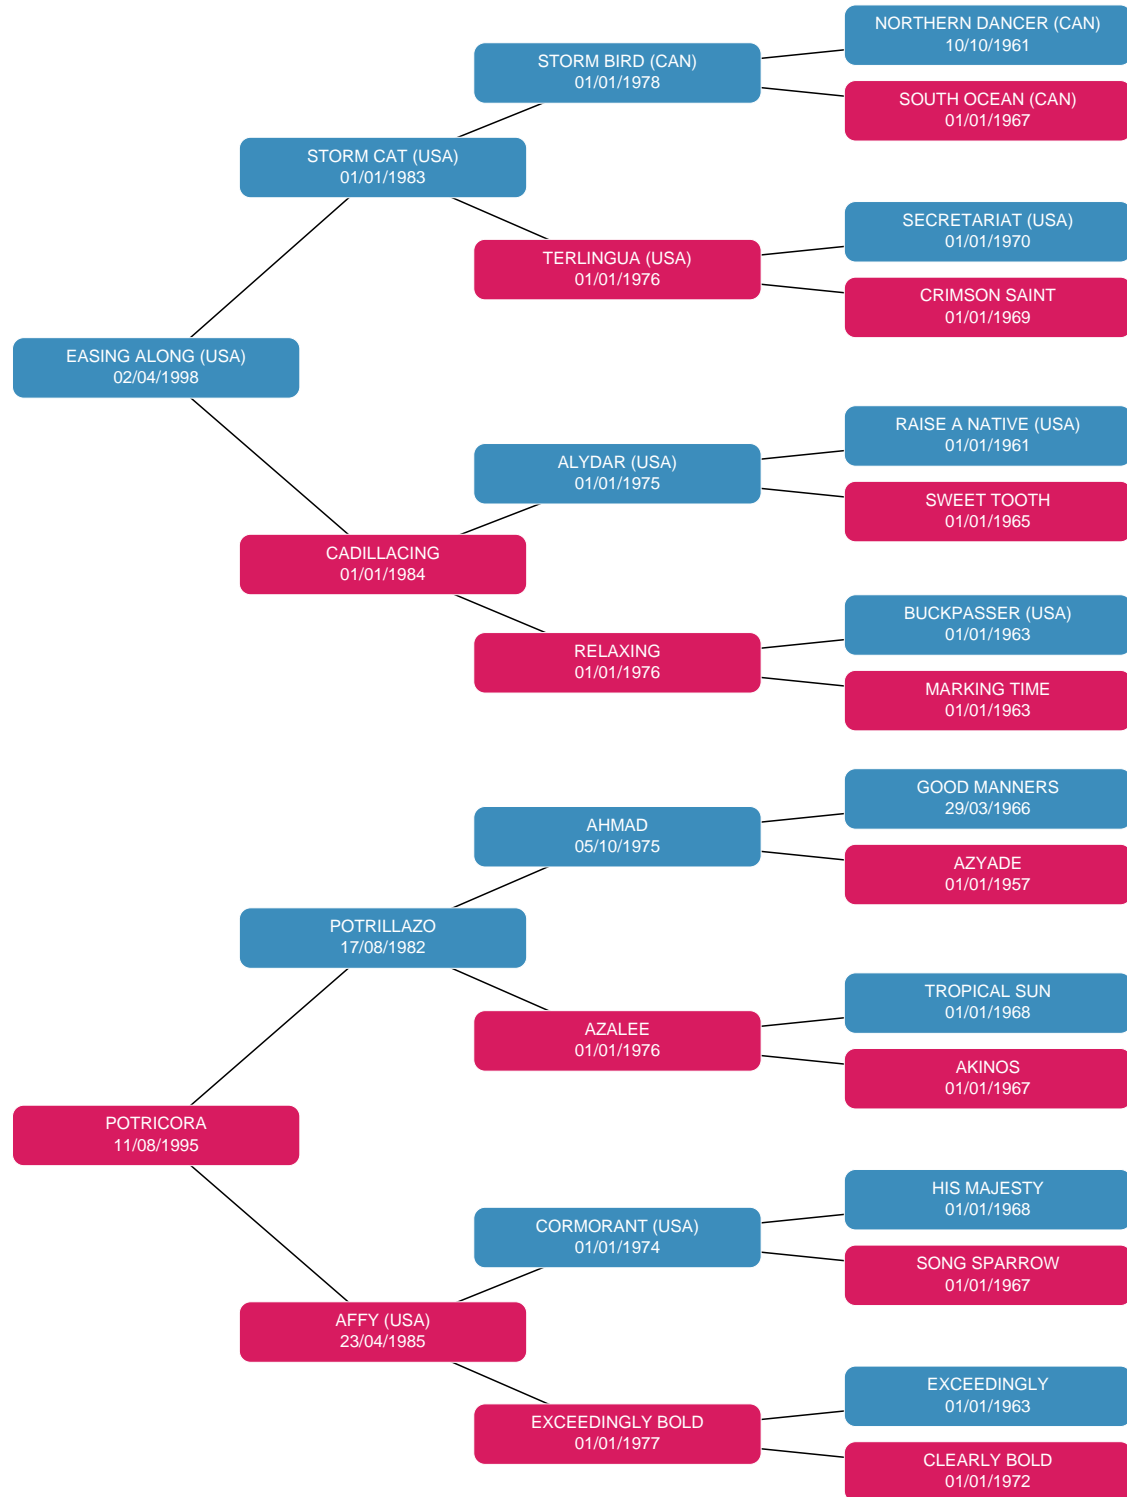 NORTHERN DANCER (CAN)
10/10/1961
STORM BIRD (CAN)
01/01/1978
SOUTH OCEAN (CAN)
01/01/1967
STORM CAT (USA)
01/01/1983
SECRETARIAT (USA)
01/01/1970
TERLINGUA (USA)
01/01/1976
CRIMSON SAINT
01/01/1969
EASING ALONG (USA)
02/04/1998
RAISE A NATIVE (USA)
01/01/1961
ALYDAR (USA)
01/01/1975
SWEET TOOTH
01/01/1965
CADILLACING
01/01/1984
BUCKPASSER (USA)
01/01/1963
RELAXING
01/01/1976
MARKING TIME
01/01/1963
GOOD MANNERS
29/03/1966
AHMAD
05/10/1975
AZYADE
01/01/1957
POTRILLAZO
17/08/1982
TROPICAL SUN
01/01/1968
AZALEE
01/01/1976
AKINOS
01/01/1967
POTRICORA
11/08/1995
HIS MAJESTY
01/01/1968
CORMORANT (USA)
01/01/1974
SONG SPARROW
01/01/1967
AFFY (USA)
23/04/1985
EXCEEDINGLY
01/01/1963
EXCEEDINGLY BOLD
01/01/1977
CLEARLY BOLD
01/01/1972